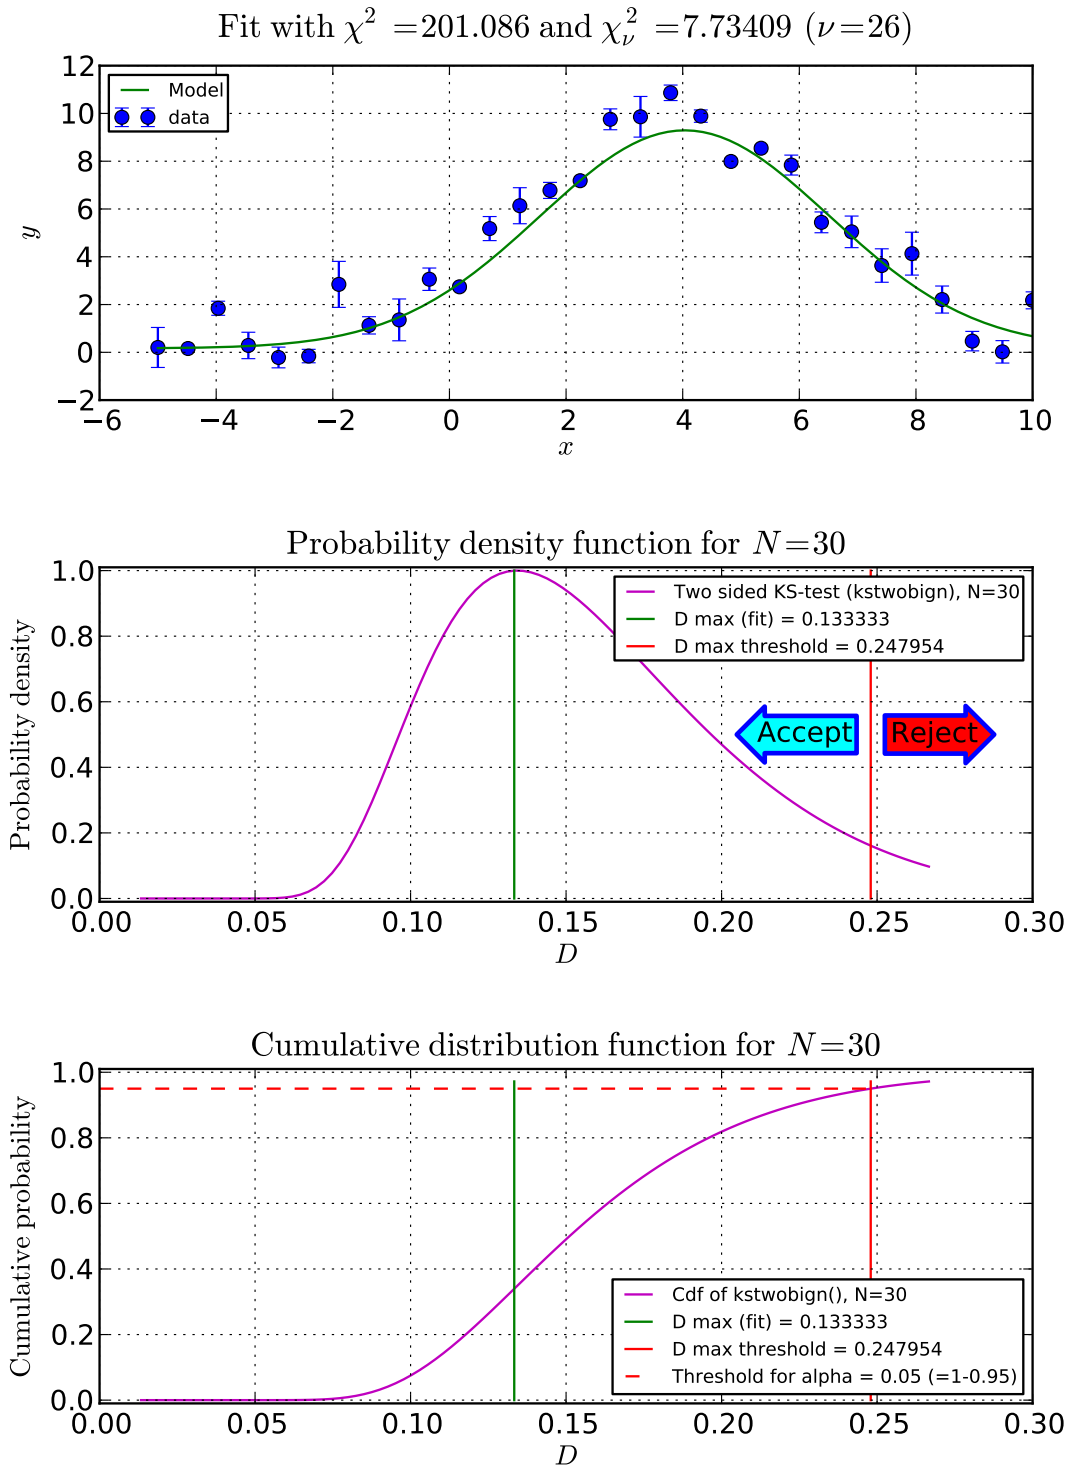 Fit with χ² =201.086 and χ²ᵥ =7.73409 (ν=26)
12
10
8
6
4
2
0
−2
y
Model
data
−6 −4 −2 0 2 4 6 8 10
x
Probability density function for N=30
1.0
0.8
0.6
0.4
0.2
0.0
Probability density
Two sided KS-test (kstwobign), N=30
D max (fit) = 0.133333
D max threshold = 0.247954
Accept Reject
0.00 0.05 0.10 0.15 0.20 0.25 0.30
D
Cumulative distribution function for N=30
1.0
0.8
0.6
0.4
0.2
0.0
Cumulative probability
Cdf of kstwobign(), N=30
D max (fit) = 0.133333
D max threshold = 0.247954
Threshold for alpha = 0.05 (=1-0.95)
0.00 0.05 0.10 0.15 0.20 0.25 0.30
D